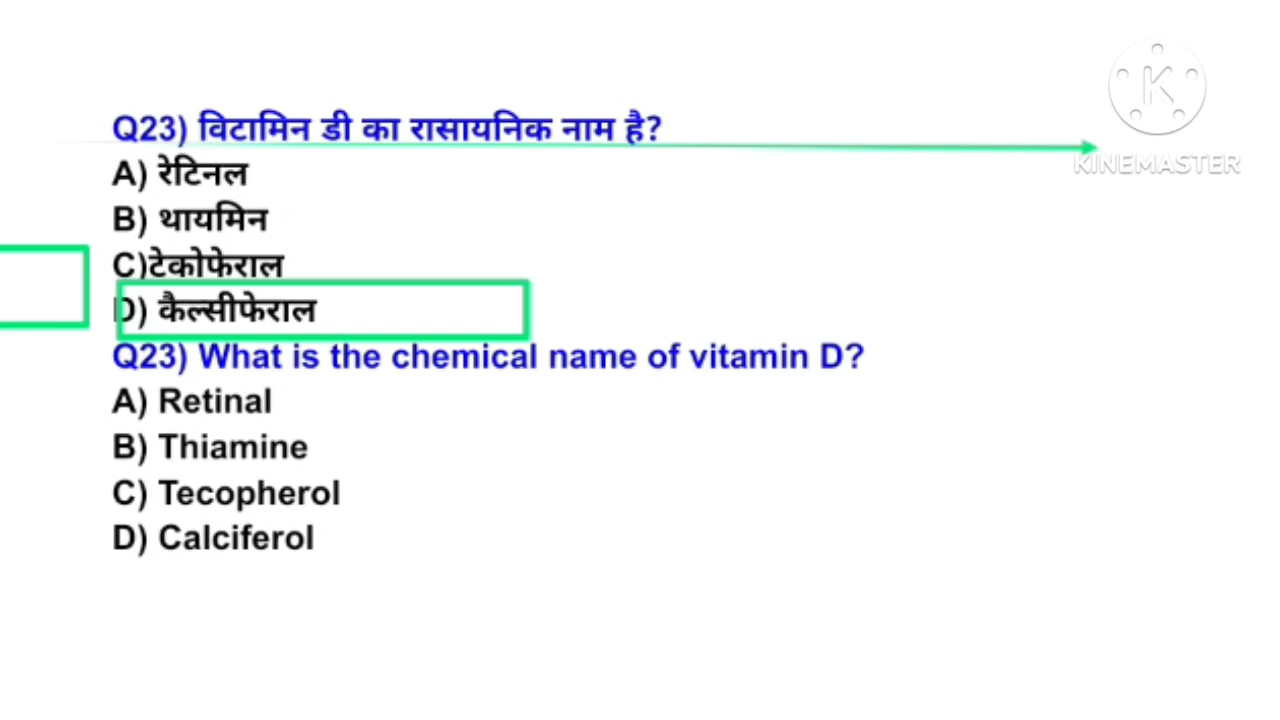 Q23) विटामिन डी का रासायनिक नाम है?
A) रेटिनल
B) थायमिन
C)टेकोफेराल
D) कैल्सीफेराल
Q23) What is the chemical name of vitamin D?
A) Retinal
B) Thiamine
C) Tecopherol
D) Calciferol
K
KINEMASTER